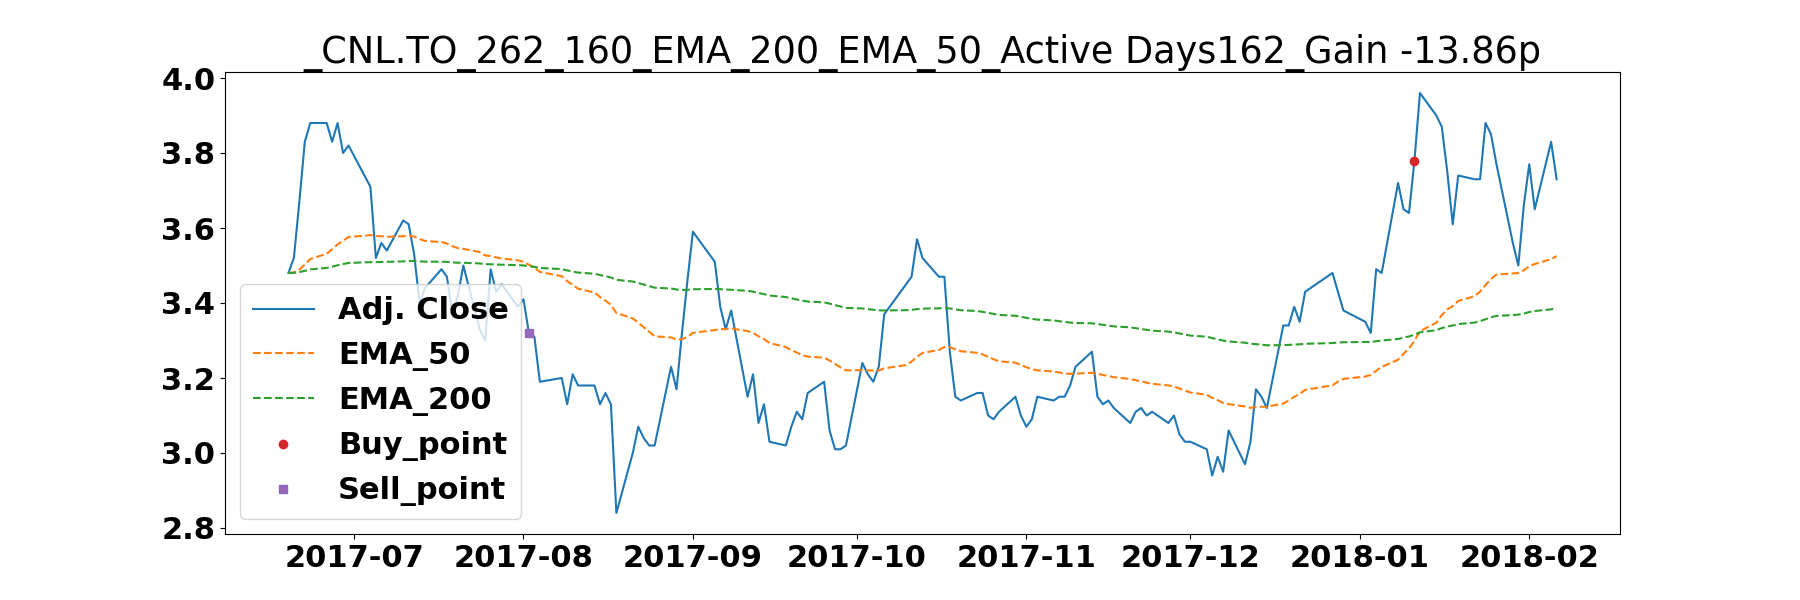 _CNL.TO_262_160_EMA_200_EMA_50_Active Days162_Gain -13.86p
4.0
3.8
3.6
3.4
3.2
3.0
2.8
Adj. Close
EMA_50
EMA_200
Buy_point
Sell_point
2017-07 2017-08 2017-09 2017-10 2017-11 2017-12 2018-01 2018-02